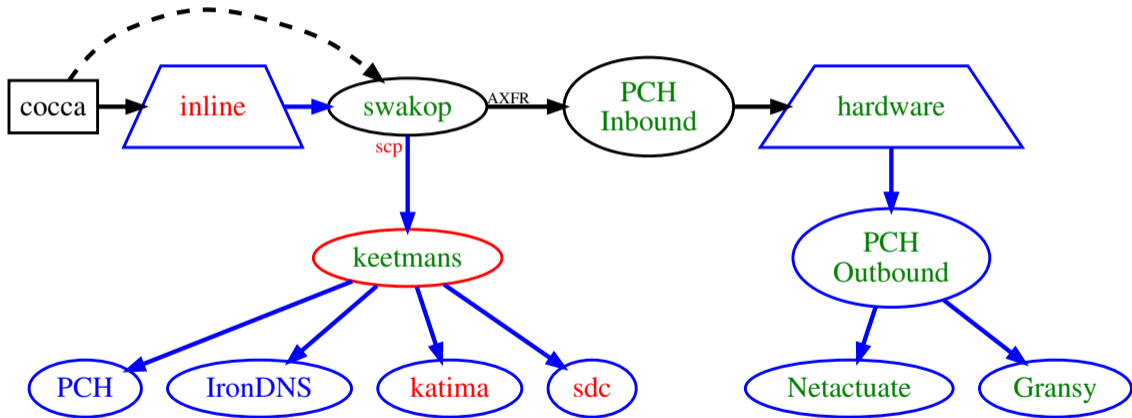 cocca
inline
swakop
AXFR
PCH
Inbound
hardware
scp
keetmans
PCH
Outbound
PCH
IronDNS
katima
sdc
Netactuate
Gransy